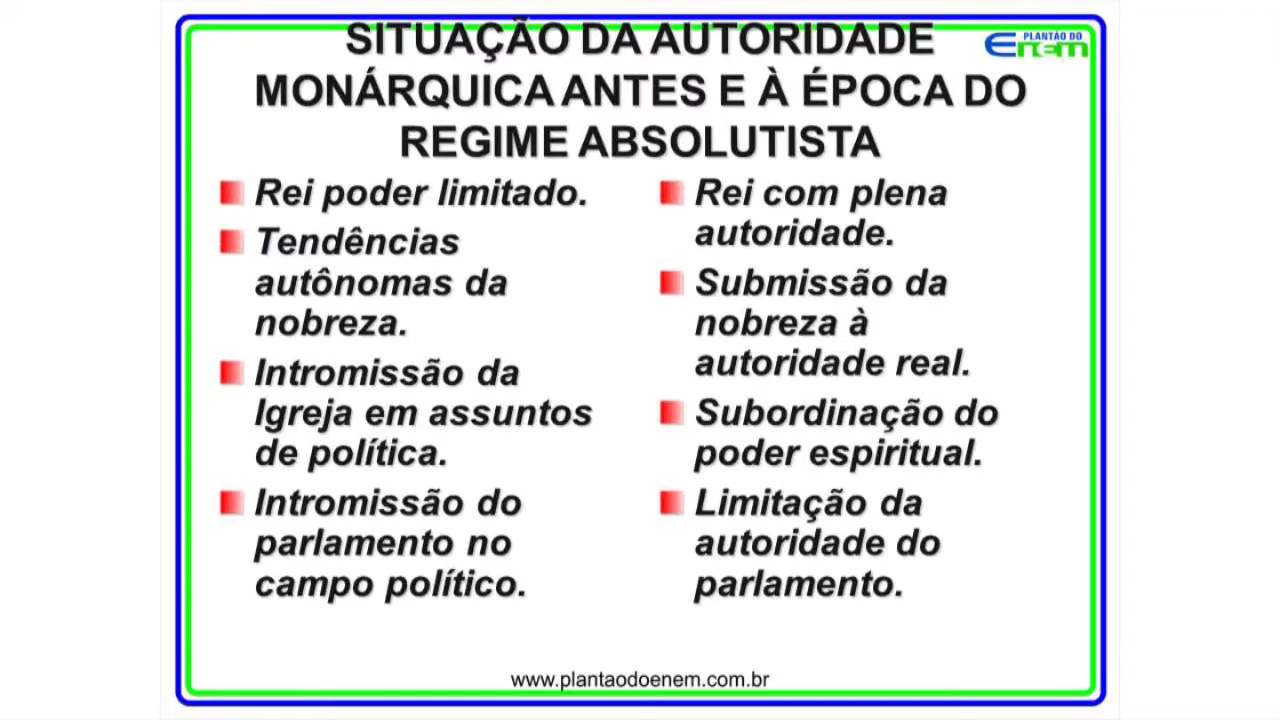 SITUAÇÃO DA AUTORIDADE
MONÁRQUICA ANTES E À ÉPOCA DO
REGIME ABSOLUTISTA
PLANTÃO DO
Enem
Rei poder limitado.
Tendências
autônomas da
nobreza.
Intromissão da
Igreja em assuntos
de política.
Intromissão do
parlamento no
campo político.
Rei com plena
autoridade.
Submissão da
nobreza à
autoridade real.
Subordinação do
poder espiritual.
Limitação da
autoridade do
parlamento.
www.plantaodoenem.com.br